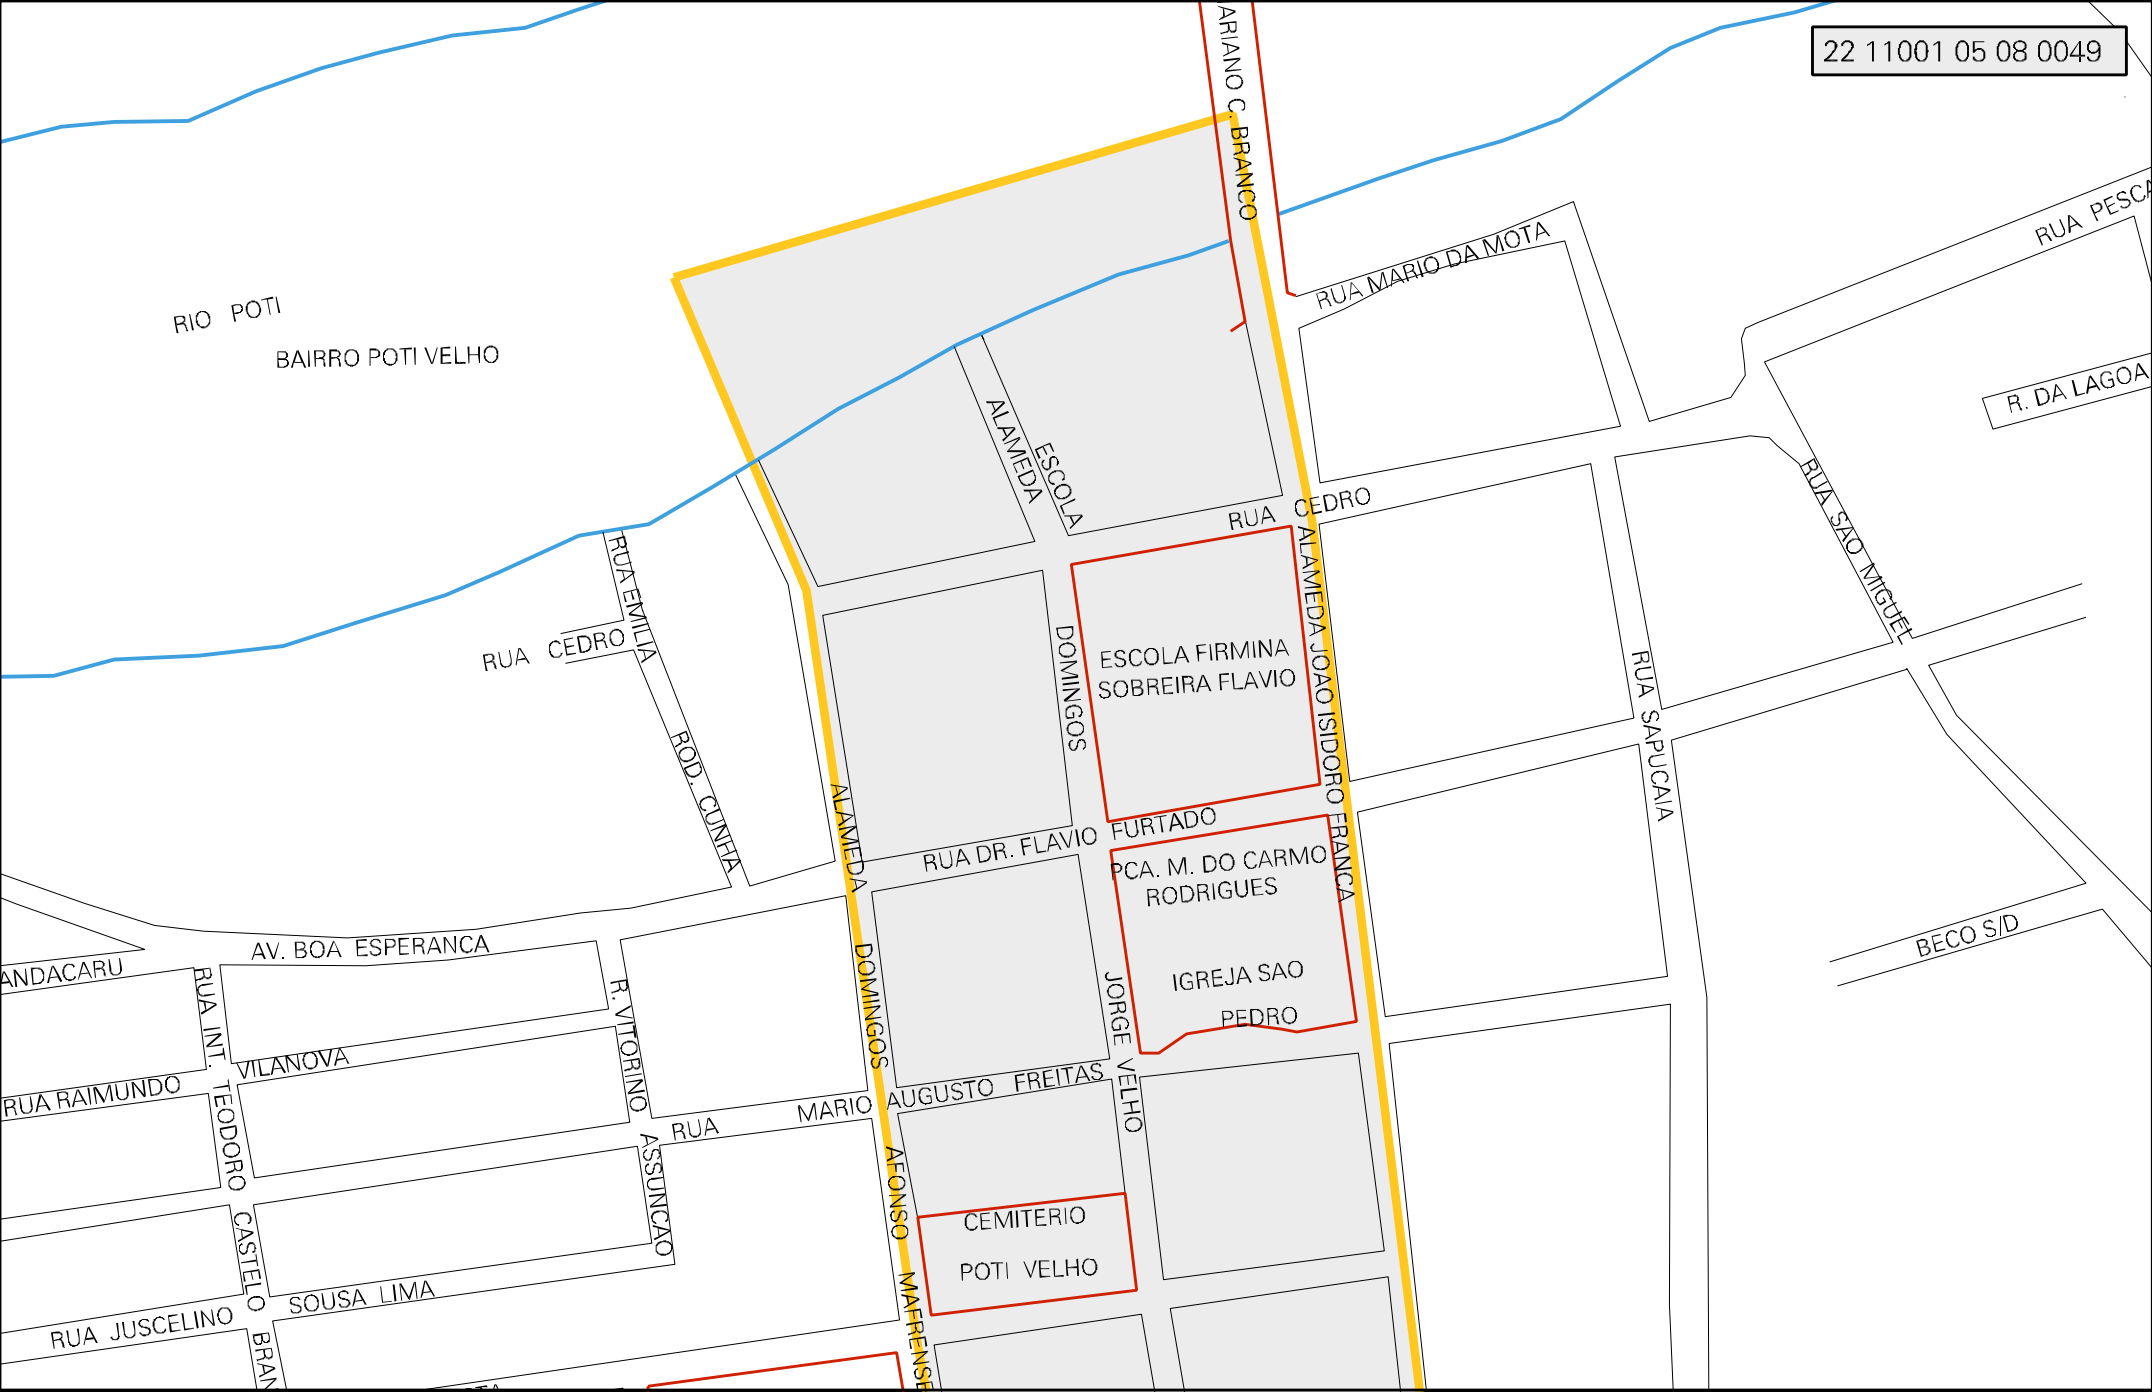 22 11001 05 08 0049
ARIANO C. BRANCO
RUA PESCA
RUA MARIO DA MOTA
RIO POTI
BAIRRO POTI VELHO
R. DA LAGOA
ALAMEDA
ESCOLA
RUA CEDRO
RUA SAO MIGUEL
RUA EMILIA
RUA CEDRO
ROD. CUNHA
DOMINGOS
JORGE VELHO
ESCOLA FIRMINA
SOBREIRA FLAVIO
ALAMEDA JOAO ISIDORO FRANCA
RUA SAPUCAIA
RUA DR. FLAVIO FURTADO
PCA. M. DO CARMO
RODRIGUES
IGREJA SAO
PEDRO
ALAMEDA DOMINGOS AFONSO MAFRENSE
AV. BOA ESPERANCA
ANDACARU
BECO S/D
RUA INT. TEODORO CASTELO BRAN
R. VITORINO ASSUNCAO
RUA RAIMUNDO VILANOVA
RUA MARIO AUGUSTO FREITAS
CEMITERIO
POTI VELHO
RUA JUSCELINO SOUSA LIMA